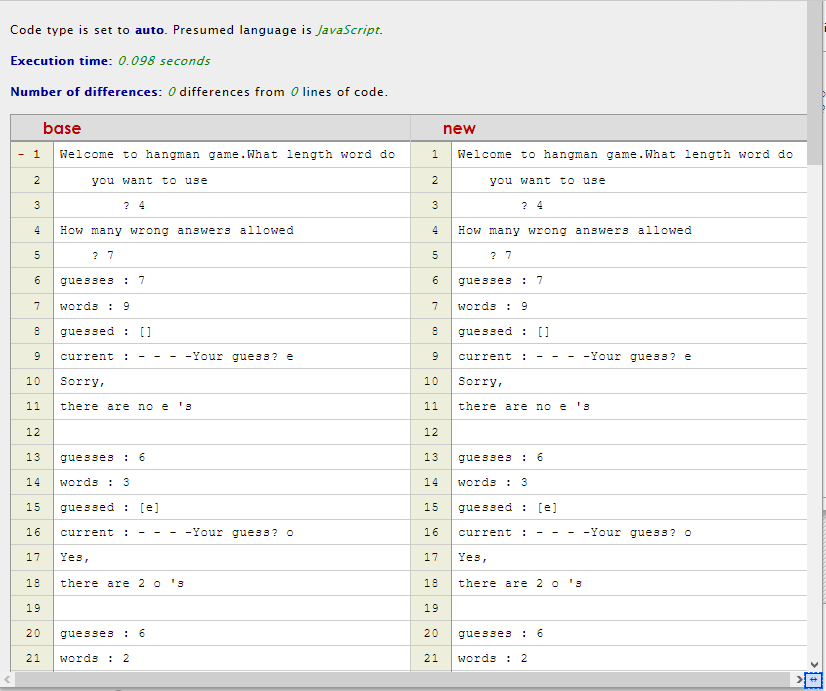 Code type is set to auto. Presumed language is JavaScript.
Execution time: 0.098 seconds
Number of differences: 0 differences from 0 lines of code.
base new
- 1 Welcome to hangman game.What length word do 1 Welcome to hangman game.What length word do
2 you want to use 2 you want to use
3 ? 4 3 ? 4
4 How many wrong answers allowed 4 How many wrong answers allowed
5 ? 7 5 ? 7
6 guesses : 7 6 guesses : 7
7 words : 9 7 words : 9
8 guessed : [] 8 guessed : []
9 current : - - - -Your guess? e 9 current : - - - -Your guess? e
10 Sorry, 10 Sorry,
11 there are no e 's 11 there are no e 's
12 12
13 guesses : 6 13 guesses : 6
14 words : 3 14 words : 3
15 guessed : [e] 15 guessed : [e]
16 current : - - - -Your guess? o 16 current : - - - -Your guess? o
17 Yes, 17 Yes,
18 there are 2 o 's 18 there are 2 o 's
19 19
20 guesses : 6 20 guesses : 6
21 words : 2 21 words : 2